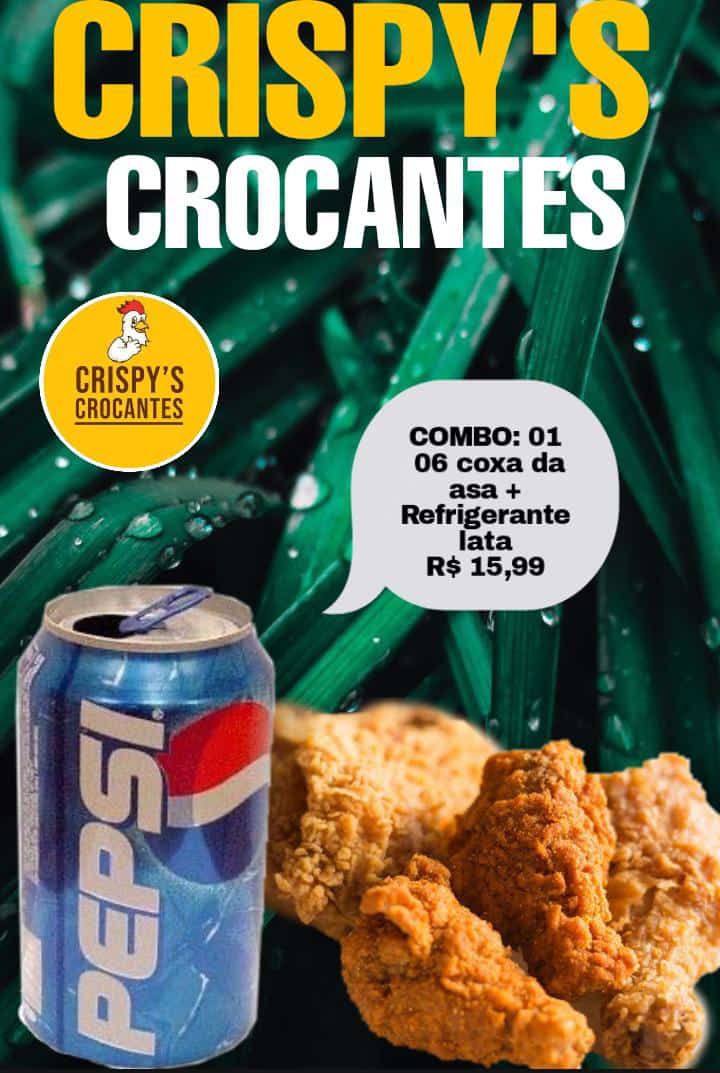 CRISPY'S
CROCANTES
CRISPY'S
CROCANTES
COMBO: 01
06 coxa da
asa +
Refrigerante
lata
R$ 15,99
PEPSI